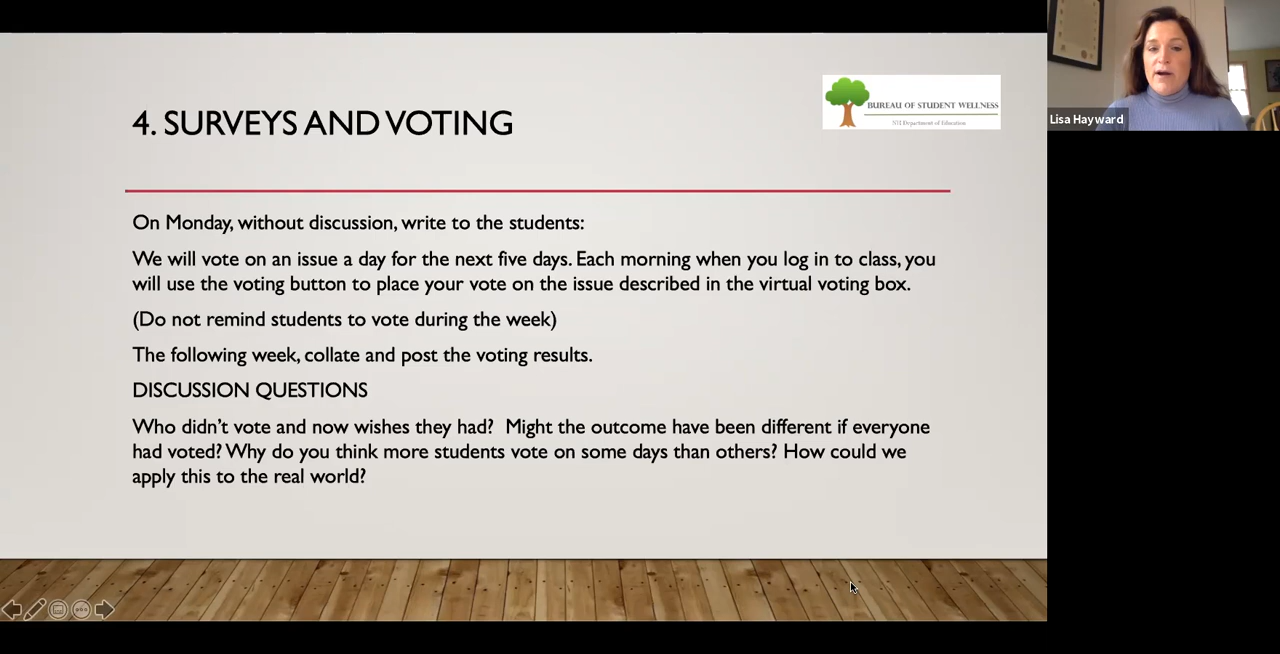 4. SURVEYS AND VOTING
BUREAU OF STUDENT WELLNESS
NH Department of Education
Lisa Hayward
On Monday, without discussion, write to the students:
We will vote on an issue a day for the next five days. Each morning when you log in to class, you
will use the voting button to place your vote on the issue described in the virtual voting box.
(Do not remind students to vote during the week)
The following week, collate and post the voting results.
DISCUSSION QUESTIONS
Who didn't vote and now wishes they had?  Might the outcome have been different if everyone
had voted? Why do you think more students vote on some days than others? How could we
apply this to the real world?